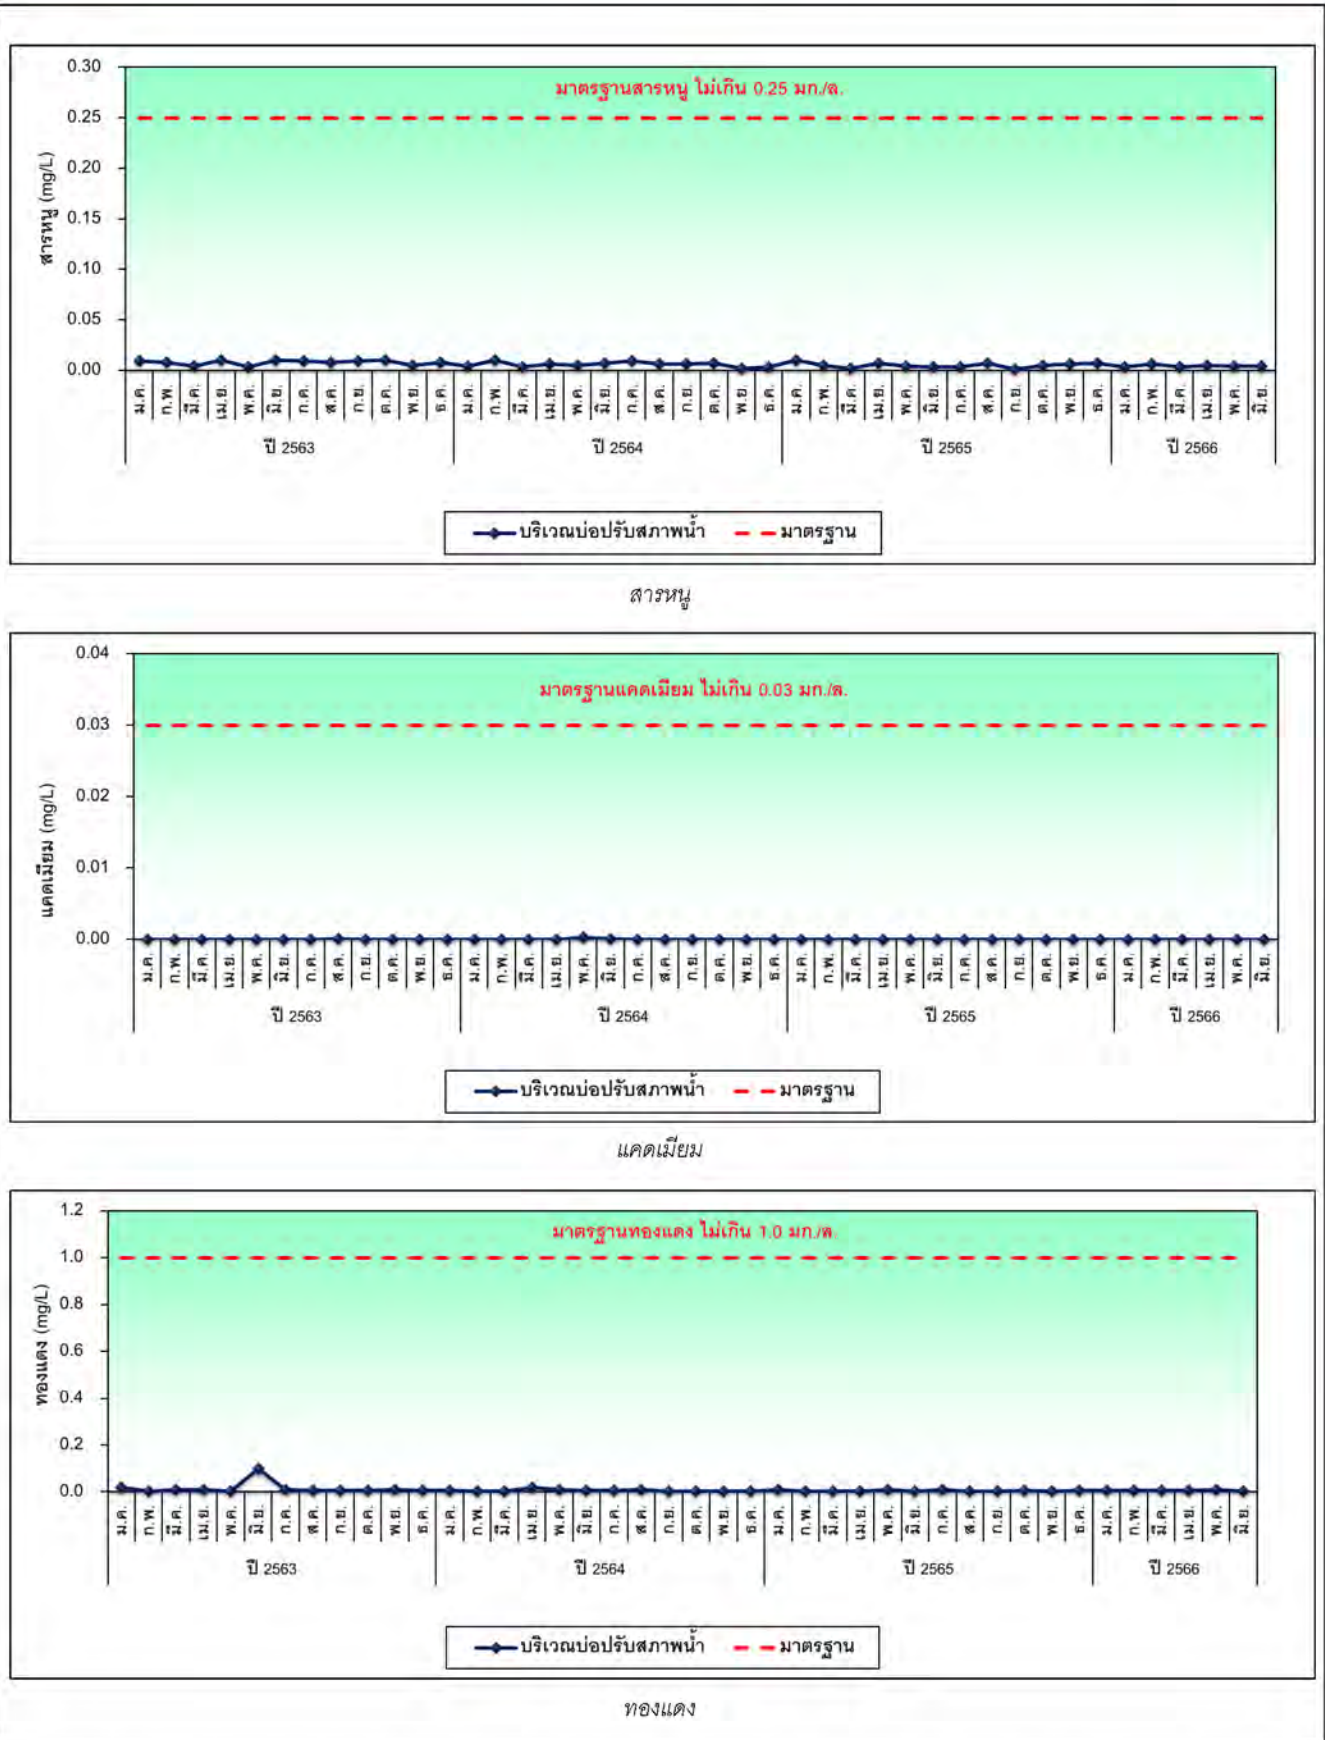 มาตรฐานสารหนู ไม่เกิน 0.25 มก./ล.
สารหนู (mg/L)
0.30
0.25
0.20
0.15
0.10
0.05
0.00
ม.ค. ก.พ. มี.ค. เม.ย. พ.ค. มิ.ย. ก.ค. ส.ค. ก.ย. ต.ค. พ.ย. ธ.ค. ม.ค. ก.พ. มี.ค. เม.ย. พ.ค. มิ.ย. ก.ค. ส.ค. ก.ย. ต.ค. พ.ย. ธ.ค. ม.ค. ก.พ. มี.ค. เม.ย. พ.ค. มิ.ย. ก.ค. ส.ค. ก.ย. ต.ค. พ.ย. ธ.ค. ม.ค. ก.พ. มี.ค. เม.ย. พ.ค. มิ.ย.
ปี 2563 ปี 2564 ปี 2565 ปี 2566
บริเวณบ่อปรับสภาพน้ำ มาตรฐาน
สารหนู
มาตรฐานแคดเมียม ไม่เกิน 0.03 มก./ล.
แคดเมียม (mg/L)
0.04
0.03
0.02
0.01
0.00
ม.ค. ก.พ. มี.ค. เม.ย. พ.ค. มิ.ย. ก.ค. ส.ค. ก.ย. ต.ค. พ.ย. ธ.ค. ม.ค. ก.พ. มี.ค. เม.ย. พ.ค. มิ.ย. ก.ค. ส.ค. ก.ย. ต.ค. พ.ย. ธ.ค. ม.ค. ก.พ. มี.ค. เม.ย. พ.ค. มิ.ย. ก.ค. ส.ค. ก.ย. ต.ค. พ.ย. ธ.ค. ม.ค. ก.พ. มี.ค. เม.ย. พ.ค. มิ.ย.
ปี 2563 ปี 2564 ปี 2565 ปี 2566
บริเวณบ่อปรับสภาพน้ำ มาตรฐาน
แคดเมียม
มาตรฐานทองแดง ไม่เกิน 1.0 มก./ล.
ทองแดง (mg/L)
1.2
1.0
0.8
0.6
0.4
0.2
0.0
ม.ค. ก.พ. มี.ค. เม.ย. พ.ค. มิ.ย. ก.ค. ส.ค. ก.ย. ต.ค. พ.ย. ธ.ค. ม.ค. ก.พ. มี.ค. เม.ย. พ.ค. มิ.ย. ก.ค. ส.ค. ก.ย. ต.ค. พ.ย. ธ.ค. ม.ค. ก.พ. มี.ค. เม.ย. พ.ค. มิ.ย. ก.ค. ส.ค. ก.ย. ต.ค. พ.ย. ธ.ค. ม.ค. ก.พ. มี.ค. เม.ย. พ.ค. มิ.ย.
ปี 2563 ปี 2564 ปี 2565 ปี 2566
บริเวณบ่อปรับสภาพน้ำ มาตรฐาน
ทองแดง